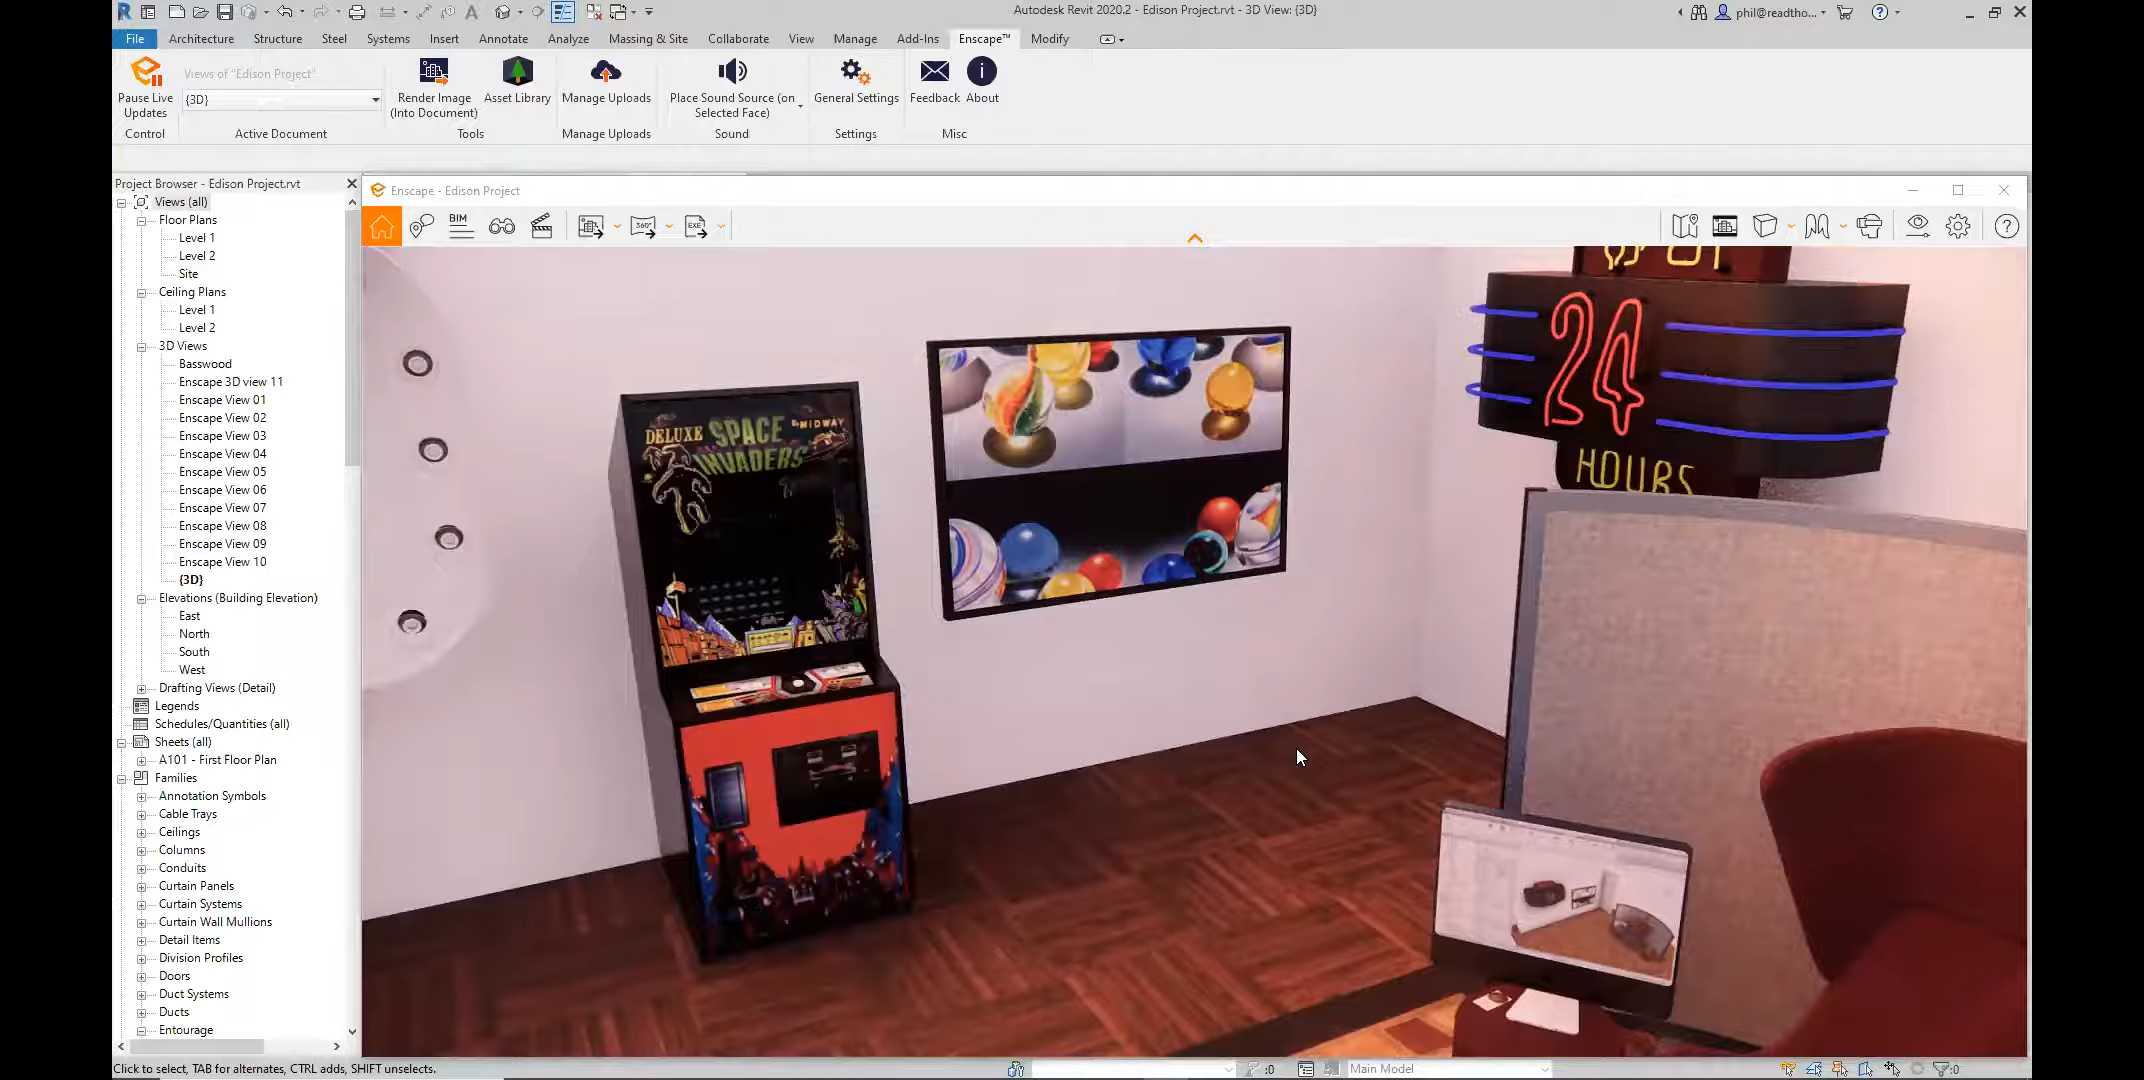 Autodesk Revit 2020.2 - Edison Project.rvt - 3D View: {3D}
phil@readtho...
File Architecture Structure Steel Systems Insert Annotate Analyze Massing & Site Collaborate View Manage Add-Ins Enscape™ Modify
Pause Live
Updates
Control
Views of "Edison Project"
{3D}
Active Document
Render Image
(Into Document)
Asset Library
Tools
Manage Uploads
Manage Uploads
Place Sound Source (on
Selected Face)
Sound
General Settings
Settings
Feedback
About
Misc
Project Browser - Edison Project.rvt
Views (all)
Floor Plans
Level 1
Level 2
Site
Ceiling Plans
Level 1
Level 2
3D Views
Basswood
Enscape 3D view 11
Enscape View 01
Enscape View 02
Enscape View 03
Enscape View 04
Enscape View 05
Enscape View 06
Enscape View 07
Enscape View 08
Enscape View 09
Enscape View 10
{3D}
Elevations (Building Elevation)
East
North
South
West
Drafting Views (Detail)
Legends
Schedules/Quantities (all)
Sheets (all)
A101 - First Floor Plan
Families
Annotation Symbols
Cable Trays
Ceilings
Columns
Conduits
Curtain Panels
Curtain Systems
Curtain Wall Mullions
Detail Items
Division Profiles
Doors
Duct Systems
Ducts
Entourage
Enscape - Edison Project
BIM
360°
EXE
DELUXE SPACE MIDWAY
INVADERS
24
HOURS
Click to select, TAB for alternates, CTRL adds, SHIFT unselects.
:0
Main Model
:0